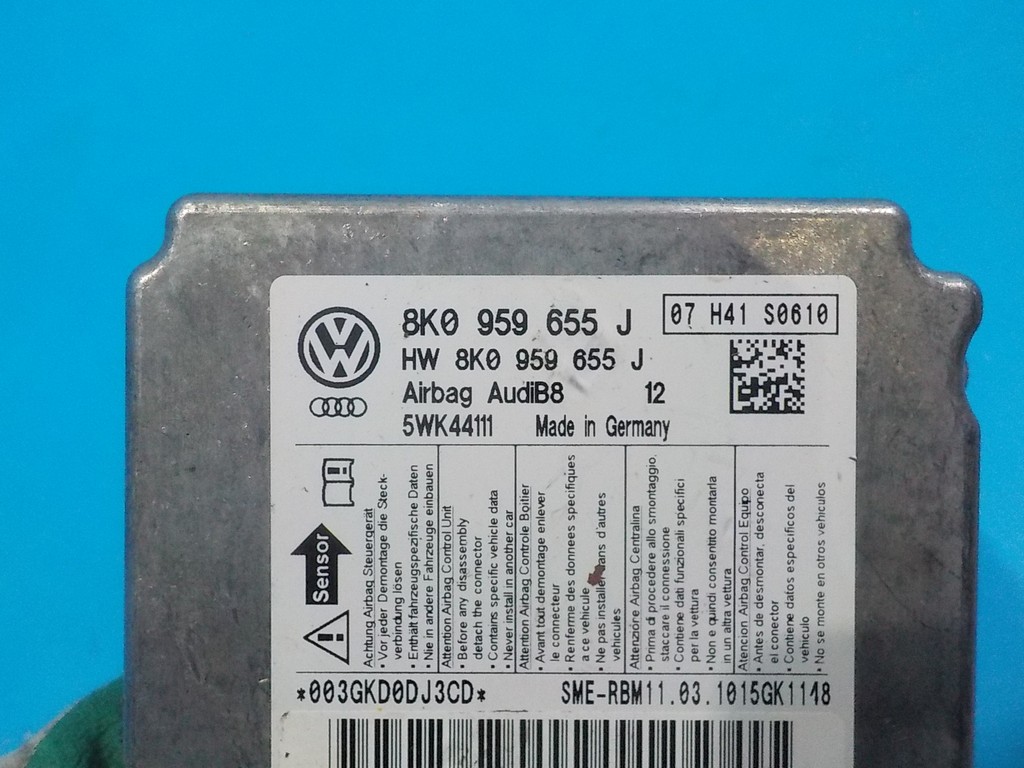 8K0 959 655 J
07 H41 S0610
HW 8K0 959 655 J
Airbag AudiB8 12
5WK44111 Made in Germany
Sensor
Achtung Airbag Steuergerät
• Vor jeder Demontage die Steck-
verbindung lösen
• Enthält fahrzeugspezifische Daten
• Nie in andere Fahrzeuge einbauen
Attention Airbag Control Unit
• Before any disassembly
detach the connector
• Contains specific vehicle data
• Never install in another car
Attention Airbag Controle Boitier
• Avant tout demontage enlever
le connecteur
• Renferme des donnees specifiques
a ce vehicule
• Ne pas installer dans d'autres
vehicules
Attenzióne Airbag Centralina
• Prima di procedere allo smontaggio,
staccare il connessione
• Contiene dati funzionali specifici
per la vettura
• Non e quindi consentito montarla
in un altra vettura
Atencion Airbag Control Equipo
• Antes de desmontar, desconecta
el conector
• Contiene datos especificos del
vehiculo
• No se monte en otros vehiculos
*003GKD0DJ3CD* SME-RBM11.03.1015GK1148